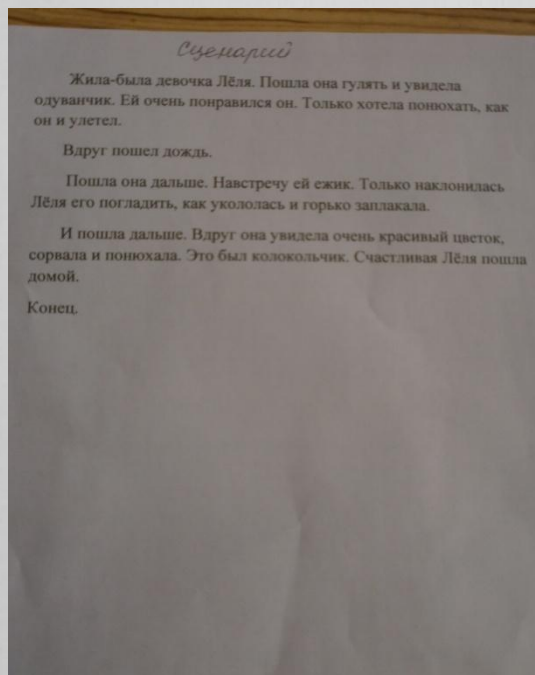 Сценарий
Жила-была девочка Лёля. Пошла она гулять и увидела
одуванчик. Ей очень понравился он. Только хотела понюхать, как
он и улетел.
Вдруг пошел дождь.
Пошла она дальше. Навстречу ей ежик. Только наклонилась
Лёля его погладить, как укололась и горько заплакала.
И пошла дальше. Вдруг она увидела очень красивый цветок,
сорвала и понюхала. Это был колокольчик. Счастливая Лёля пошла
домой.
Конец.